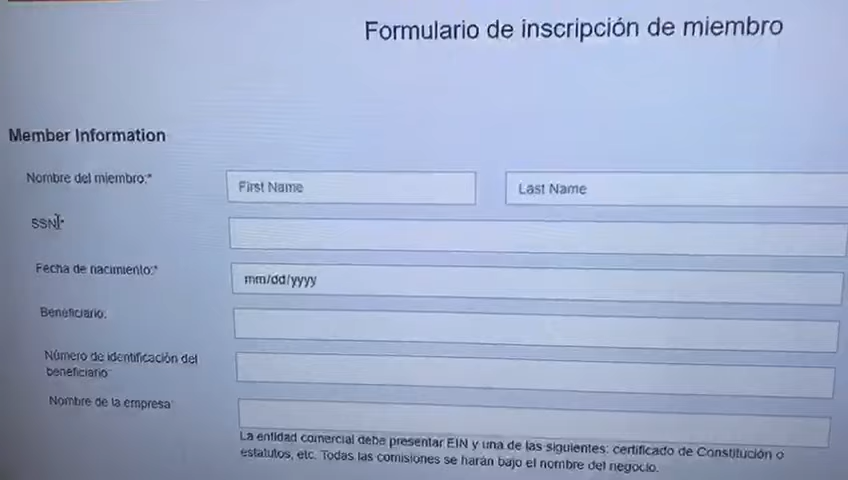 Formulario de inscripción de miembro
Member Information
Nombre del miembro:*
First Name
Last Name
SSN:*
Fecha de nacimiento:*
mm/dd/yyyy
Beneficiario:
Número de identificación del
beneficiario:
Nombre de la empresa:
La entidad comercial debe presentar EIN y una de las siguientes: certificado de Constitución o
estatutos, etc. Todas las comisiones se harán bajo el nombre del negocio.